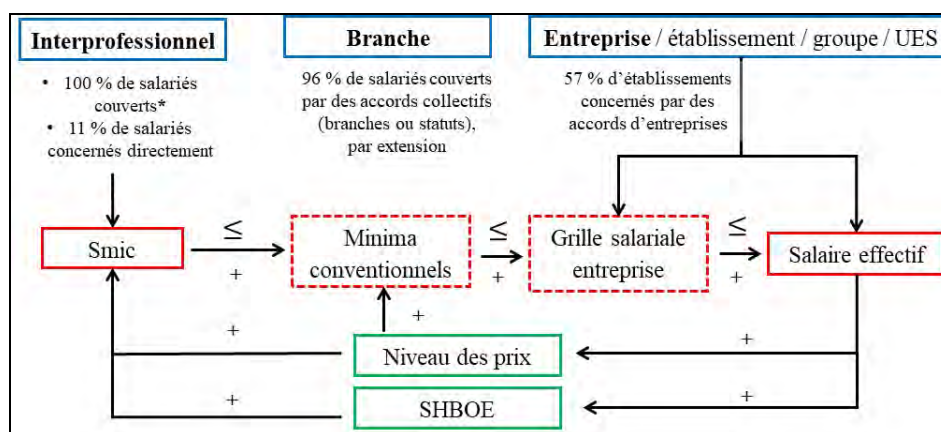 Interprofessionnel
• 100 % de salariés
couverts*
• 11 % de salariés
concernés directement
Branche
96 % de salariés couverts
par des accords collectifs
(branches ou statuts),
par extension
Entreprise / établissement / groupe / UES
57 % d'établissements
concernés par des
accords d'entreprises
Smic
≤
+
Minima
conventionnels
≤
+
Grille salariale
entreprise
≤
+
Salaire effectif
+
+
Niveau des prix
+
+
SHBOE
+